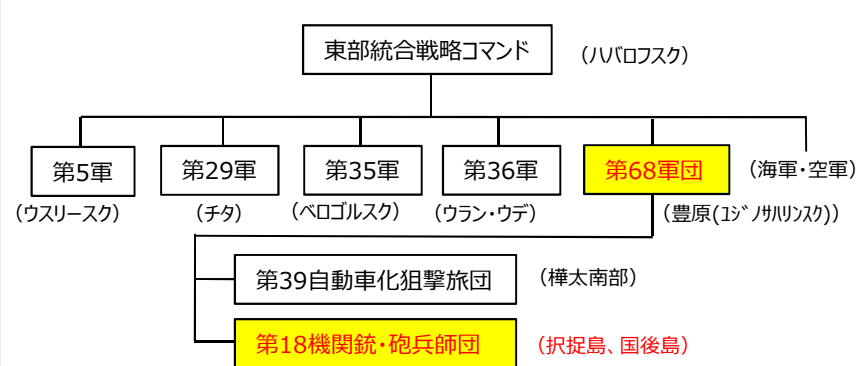 東部統合戦略コマンド
(ハバロフスク)
第5軍
第29軍
第35軍
第36軍
第68軍団
(海軍・空軍)
(ウスリースク)
(チタ)
(ベロゴルスク)
(ウラン・ウデ)
(豊原(ユジノサハリンスク))
第39自動車化狙撃旅団
(樺太南部)
第18機関銃・砲兵師団
(択捉島、国後島)